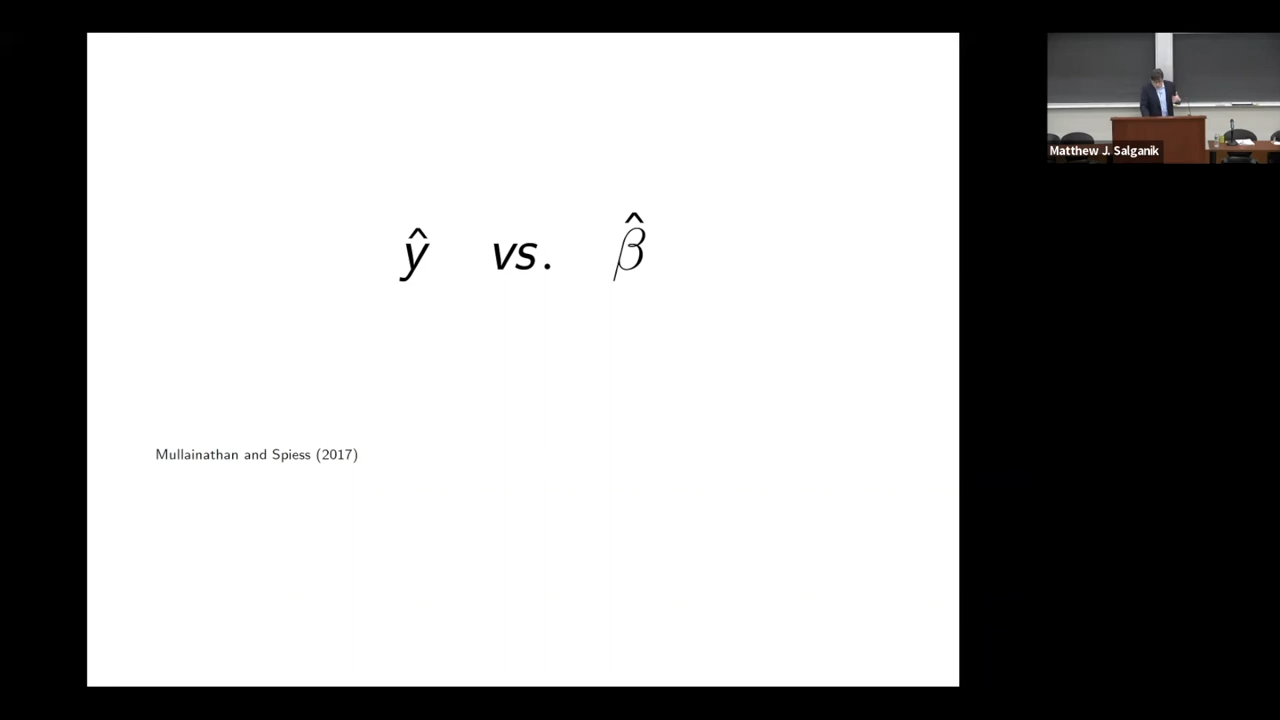 ŷ vs. β̂
Mullainathan and Spiess (2017)
Matthew J. Salganik